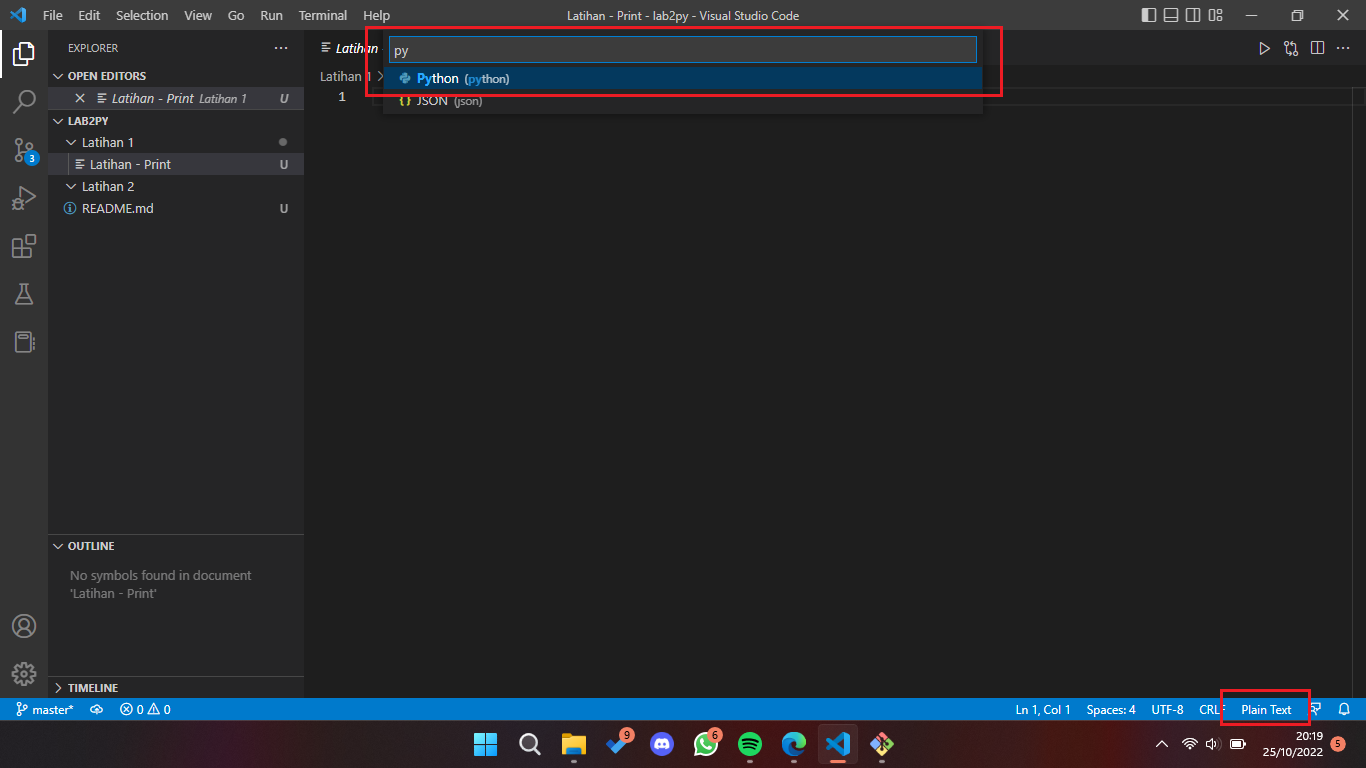 File Edit Selection View Go Run Terminal Help
Latihan - Print - lab2py - Visual Studio Code
EXPLORER
OPEN EDITORS
Latihan - Print Latihan 1 U
LAB2PY
Latihan 1
Latihan - Print U
Latihan 2
README.md U
OUTLINE
No symbols found in document
'Latihan - Print'
TIMELINE
Latihan -
Latihan 1
py
Python (python)
JSON (json)
1
3
master* 0 0
Ln 1, Col 1 Spaces: 4 UTF-8 CRLF Plain Text
9
6
20:19
25/10/2022
5